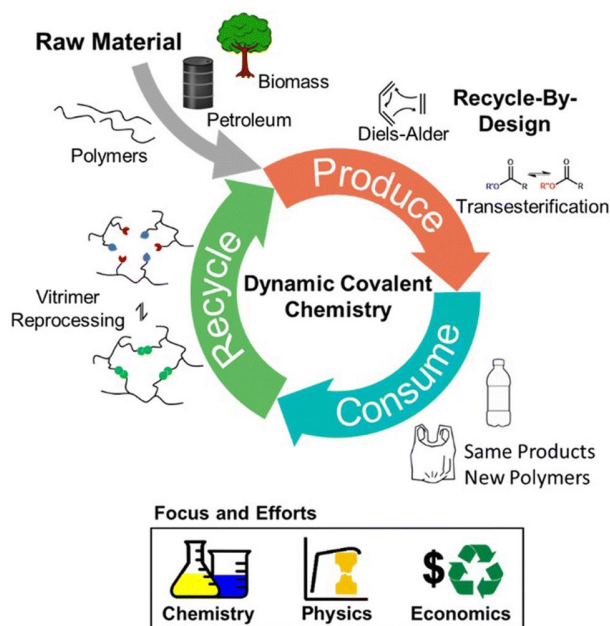 Raw Material
Biomass
Petroleum
Polymers
Diels-Alder
Recycle-By-
Design
R'O
O
R
R"O
O
R
Transesterification
Produce
Recycle
Dynamic Covalent
Chemistry
Vitrimer
Reprocessing
Consume
Same Products
New Polymers
Focus and Efforts
$
Chemistry
Physics
Economics